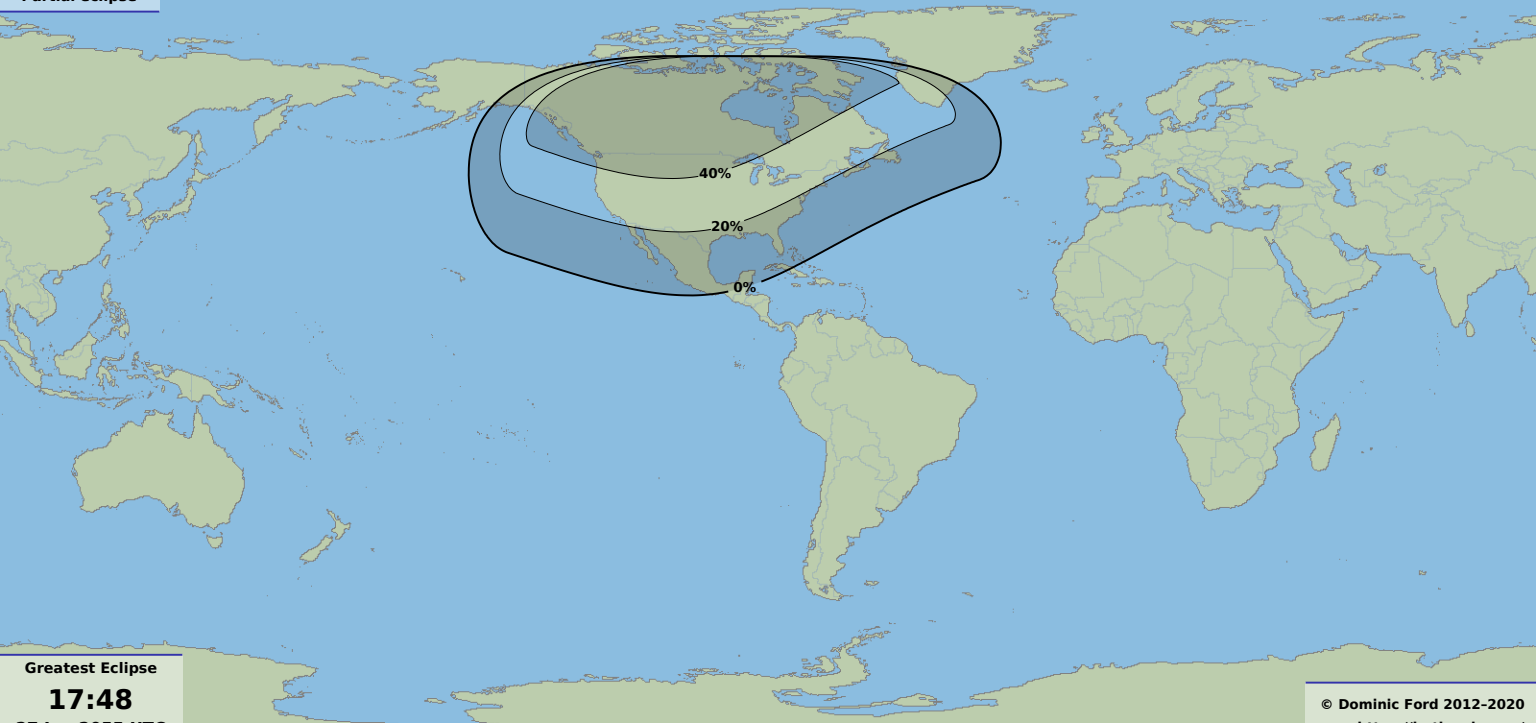 Partial Eclipse
40%
20%
0%
Greatest Eclipse
17:48
© Dominic Ford 2012–2020